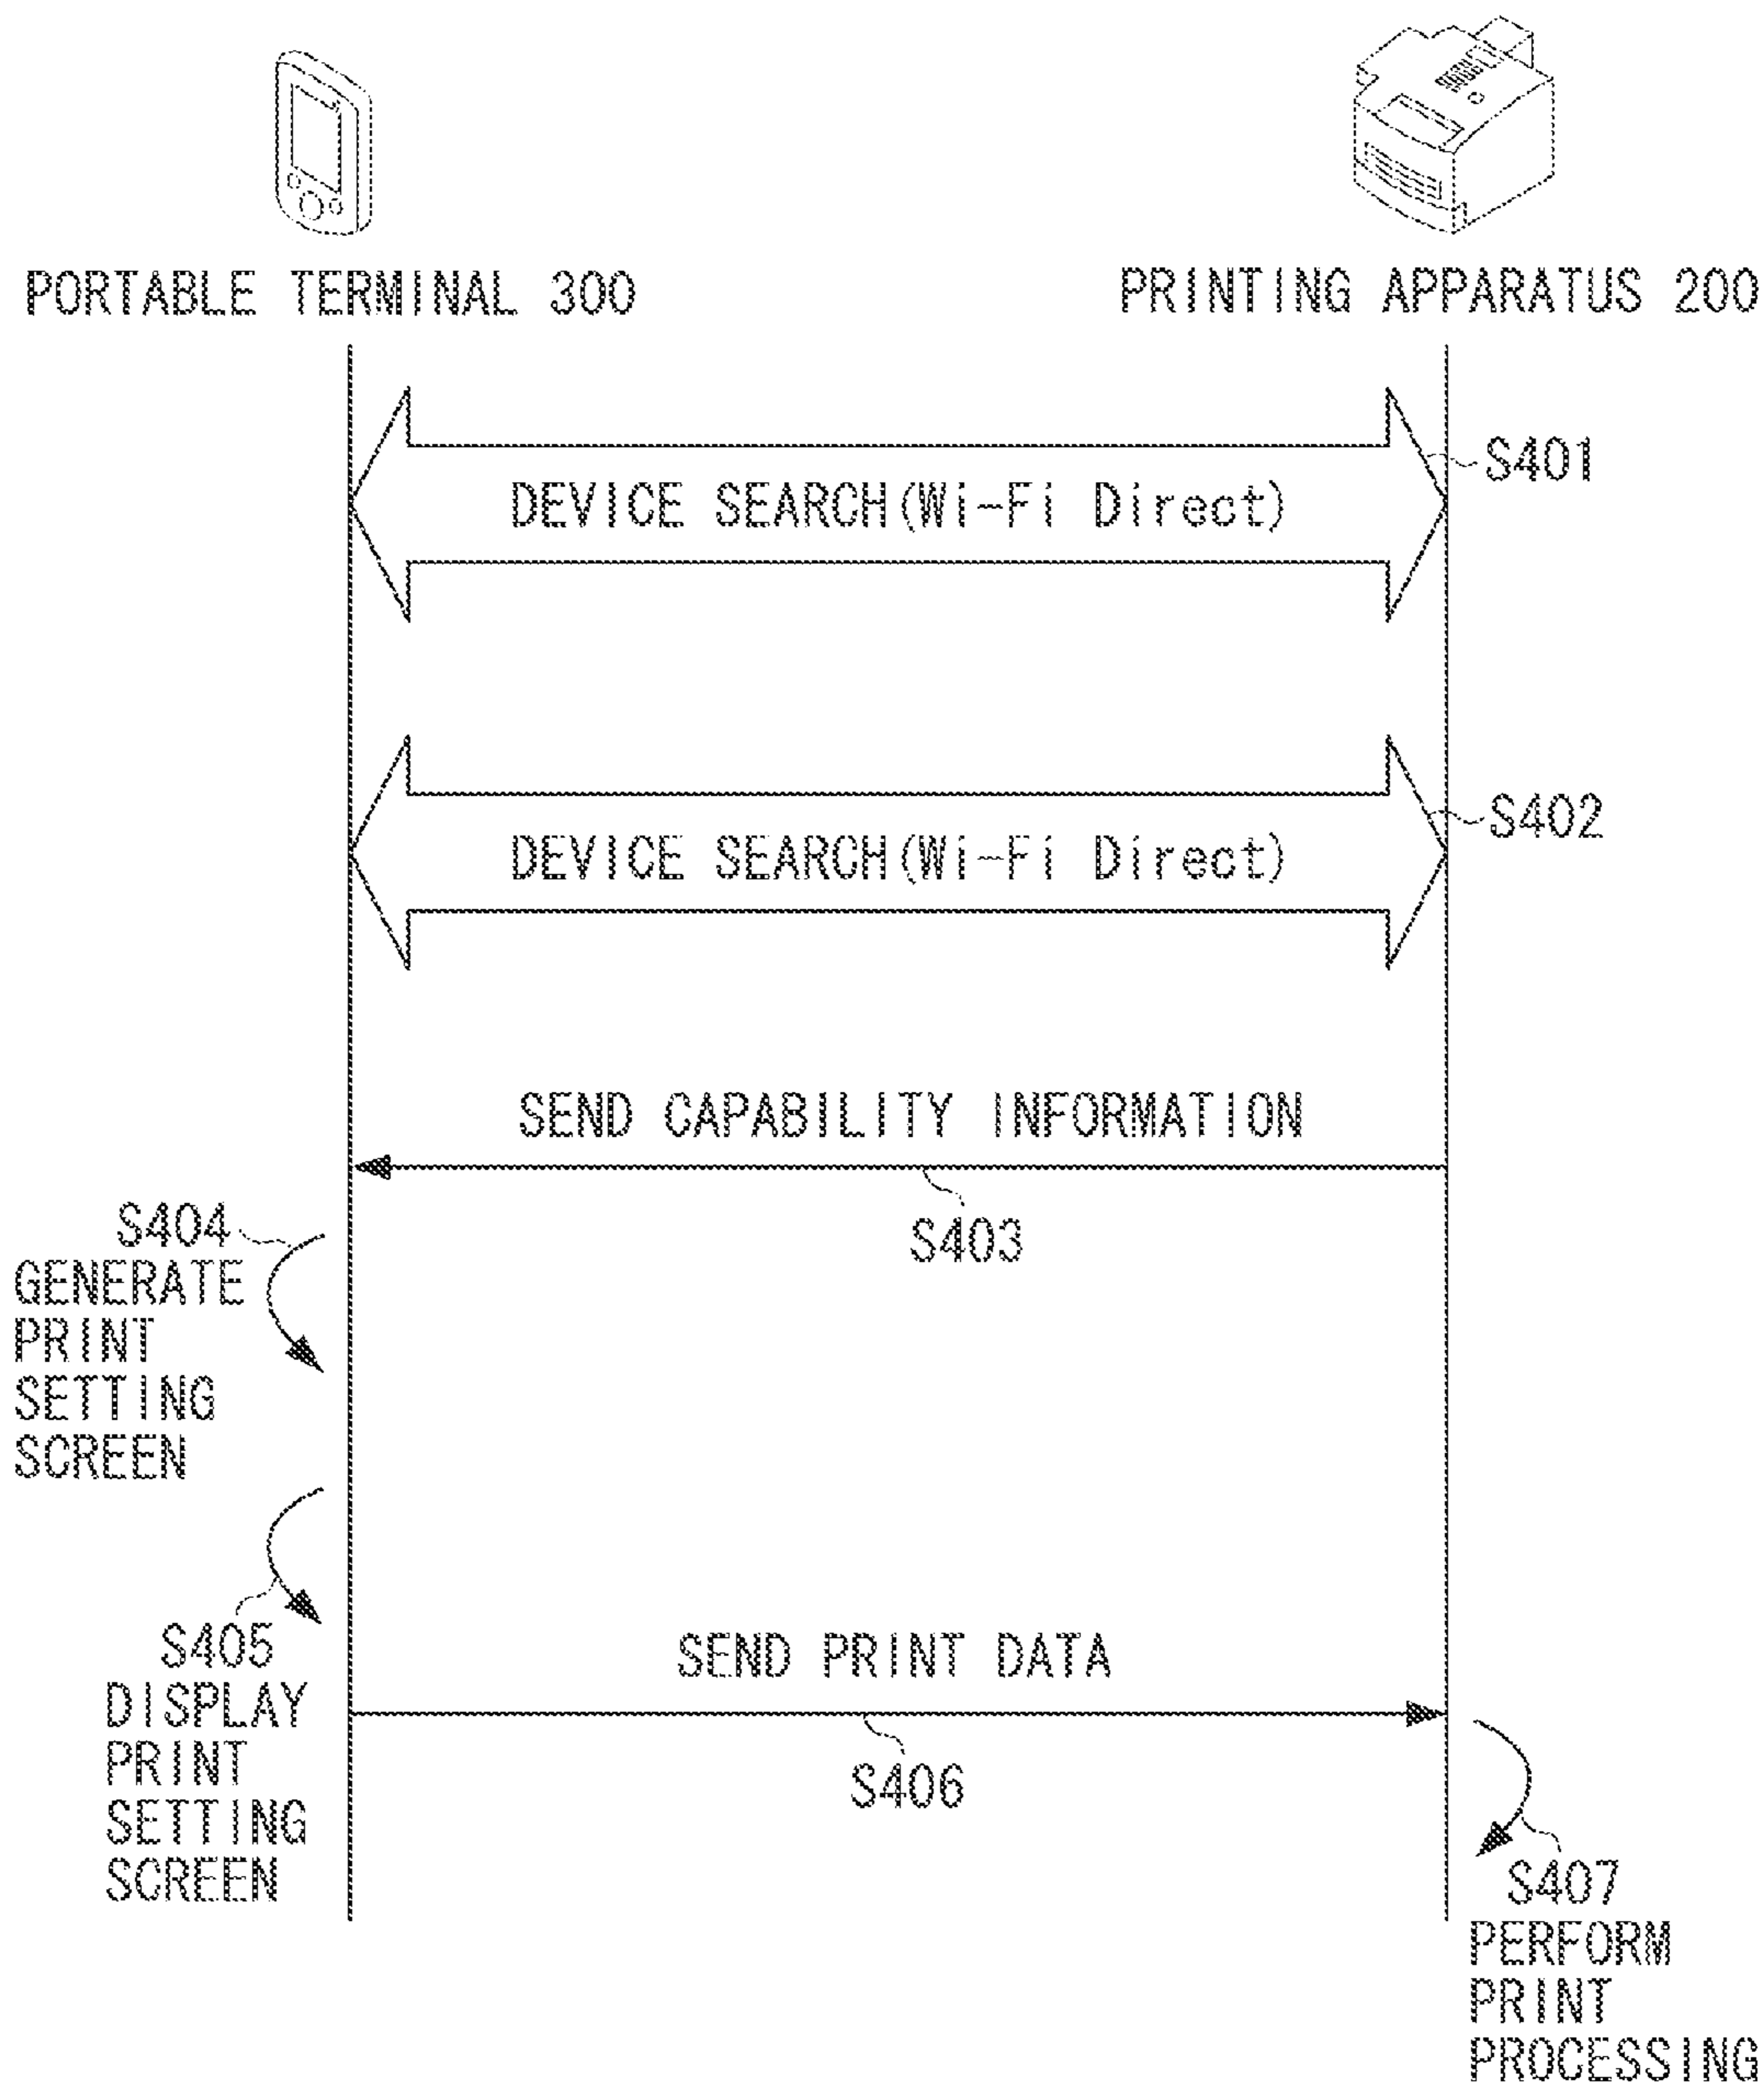 PORTABLE TERMINAL 300
PRINTING APPARATUS 200
DEVICE SEARCH(Wi-Fi Direct)
S401
DEVICE SEARCH(Wi-Fi Direct)
S402
SEND CAPABILITY INFORMATION
S403
S404
GENERATE
PRINT
SETTING
SCREEN
S405
DISPLAY
PRINT
SETTING
SCREEN
SEND PRINT DATA
S406
S407
PERFORM
PRINT
PROCESSING